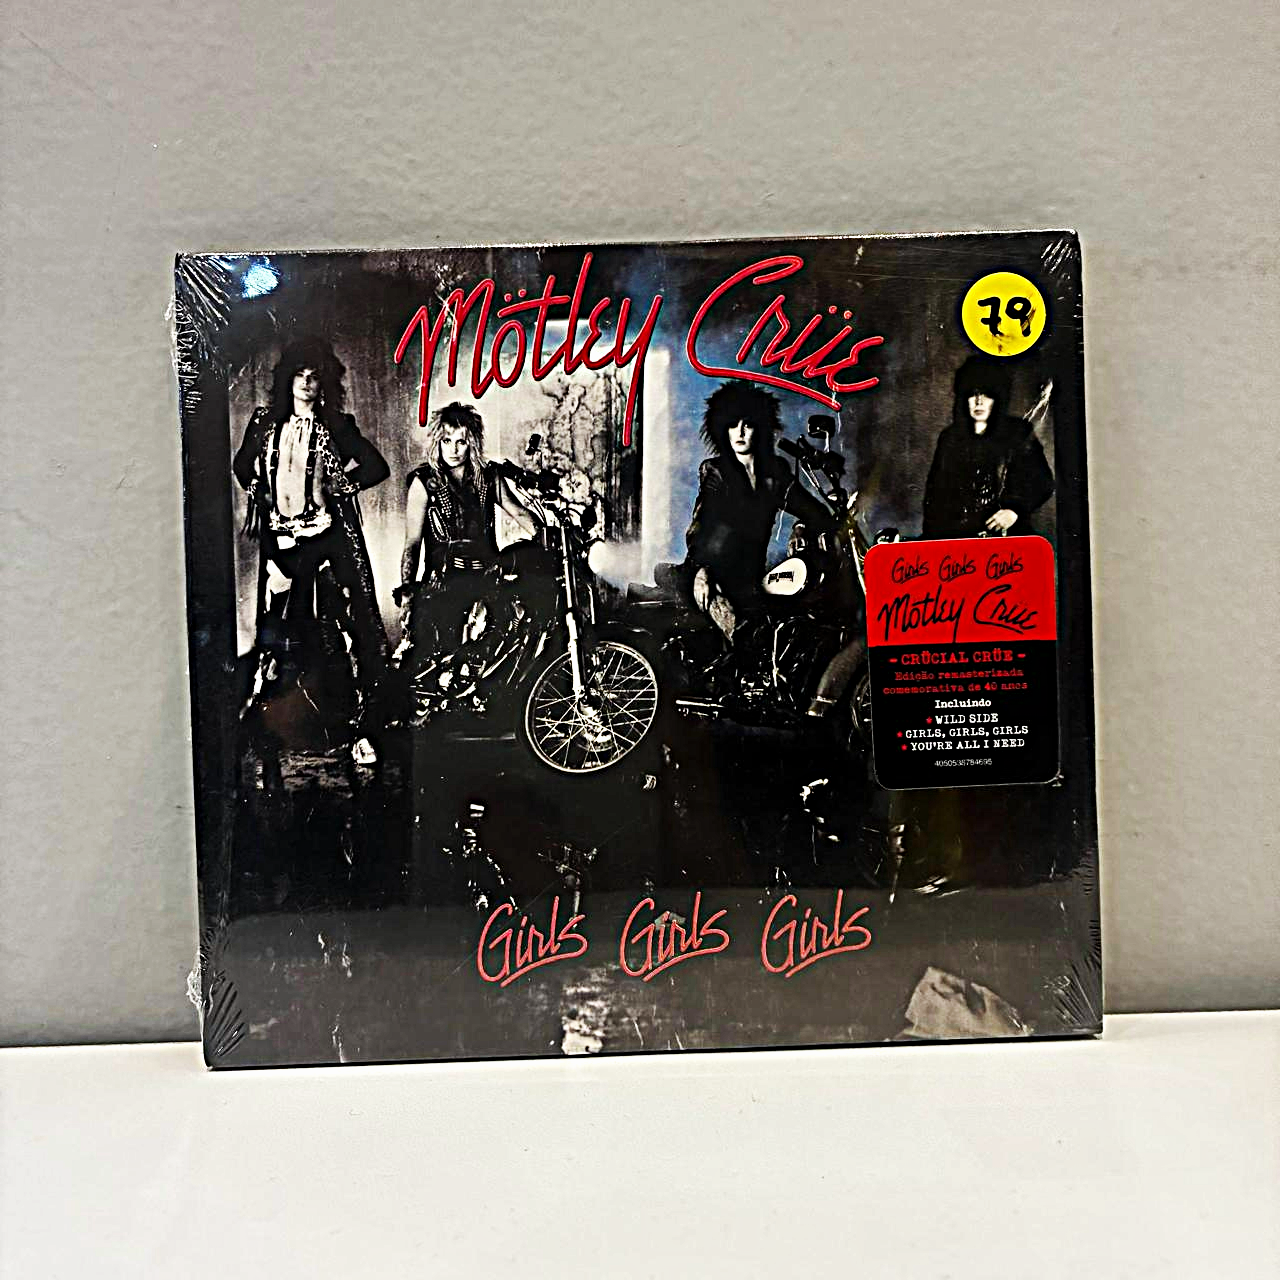 Mötley Crüe
79
Girls Girls Girls
Mötley Crüe
- CRÜCIAL CRÜE -
Edição remasterizada
comemorativa de 40 anos
Incluindo
★ WILD SIDE
★ GIRLS, GIRLS, GIRLS
★ YOU'RE ALL I NEED
4050538784695
Girls Girls Girls